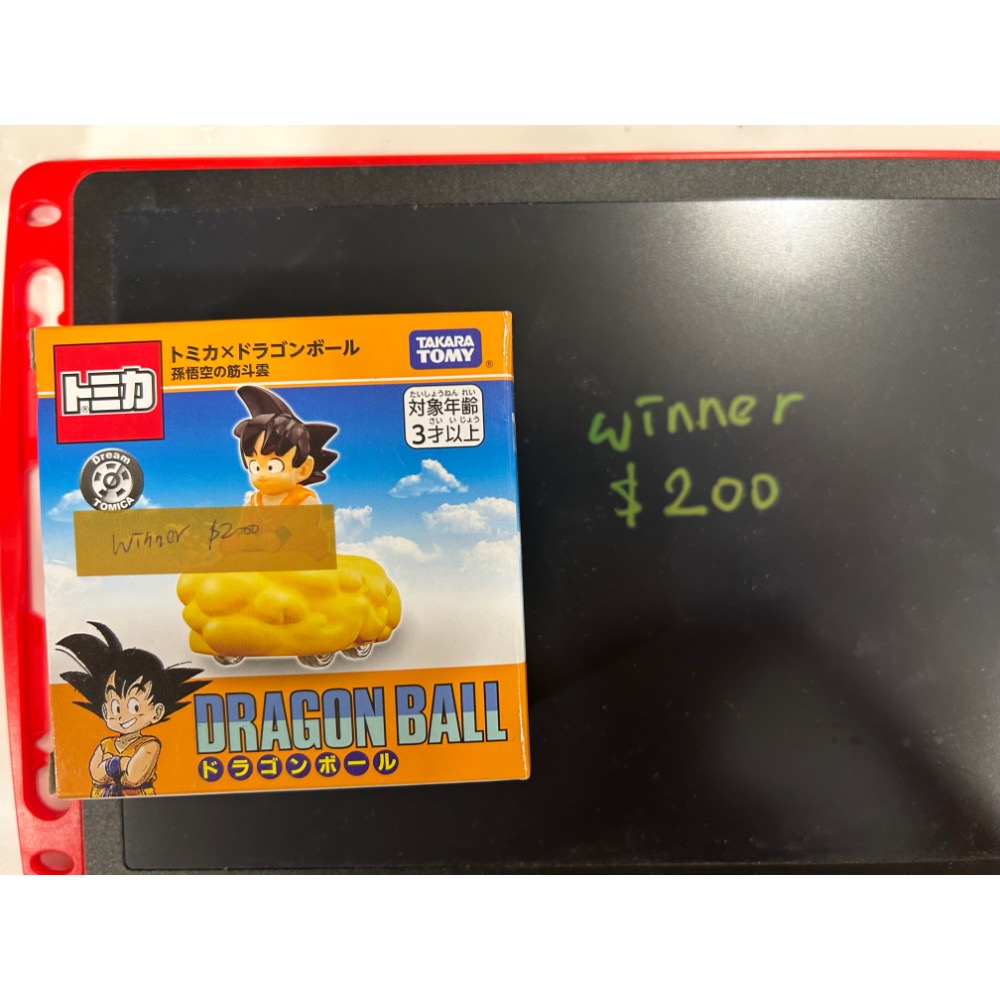 トミカ×ドラゴンボール
孫悟空の筋斗雲
トミカ®
TAKARA
TOMY®
たいしょうねんれい
対象年齢
さいいじょう
3才以上
Dream
TOMICA
Winner $200
DRAGON BALL
ドラゴンボール
winner
$200